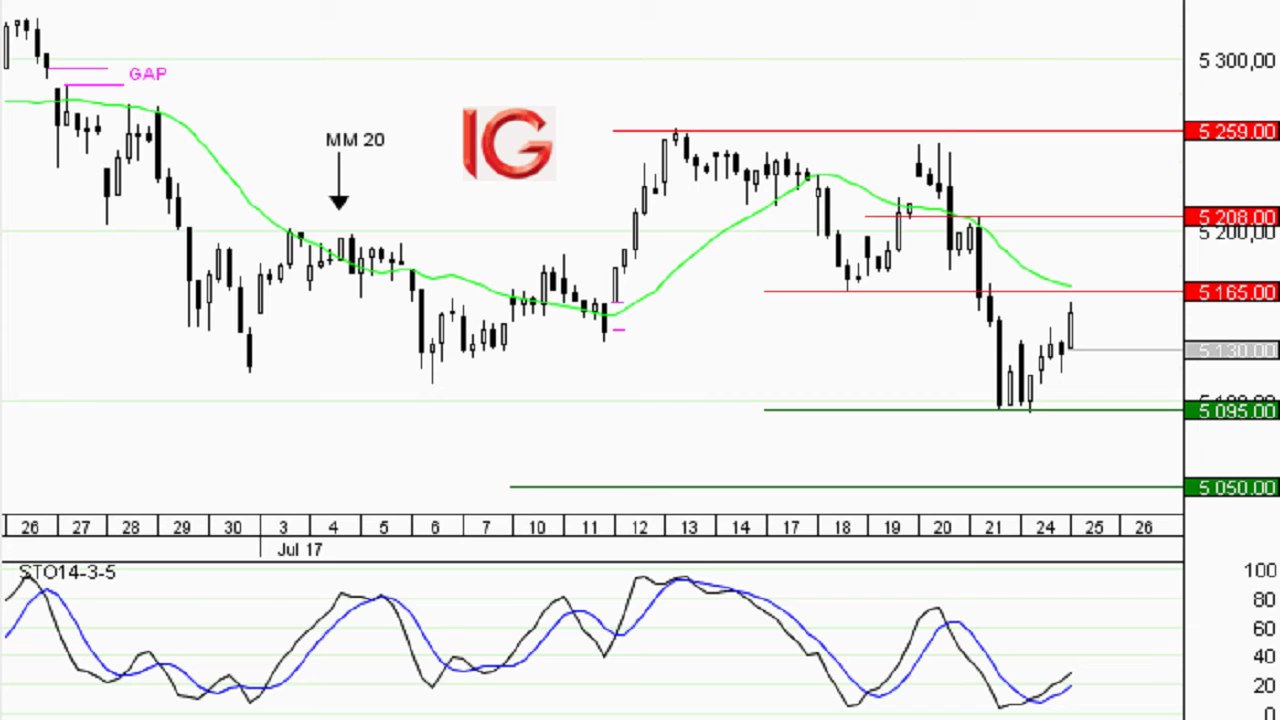 5 300,00
GAP
5 259.00
MM 20
IG
5 208.00
5 200,00
5 165.00
5 130.00
5 095.00
5 050.00
26 27 28 29 30 3 4 5 6 7 10 11 12 13 14 17 18 19 20 21 24 25 26
Jul 17
STO14-3-5
100
80
60
40
20
0